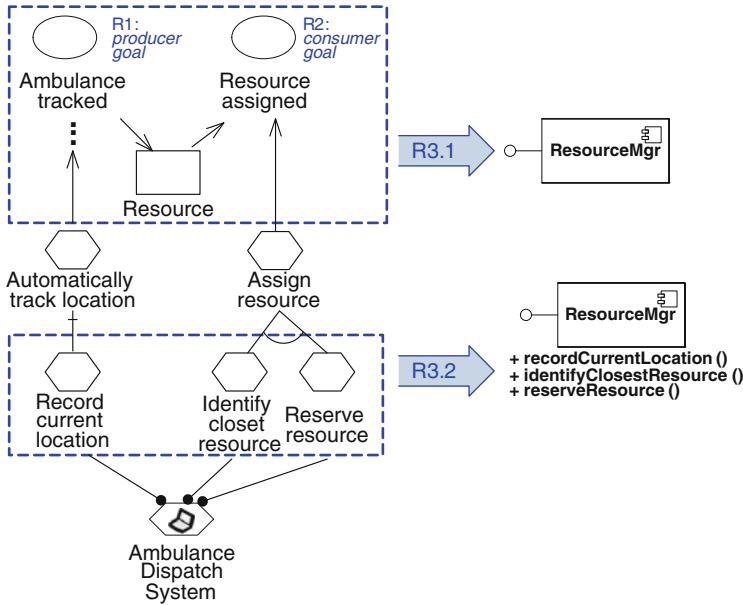 R1:
producer
goal
R2:
consumer
goal
Ambulance
tracked
Resource
assigned
Resource
R3.1
ResourceMgr
Automatically
track location
Assign
resource
Record
current
location
Identify
closet
resource
Reserve
resource
R3.2
ResourceMgr
+ recordCurrentLocation ()
+ identifyClosestResource ()
+ reserveResource ()
Ambulance
Dispatch
System